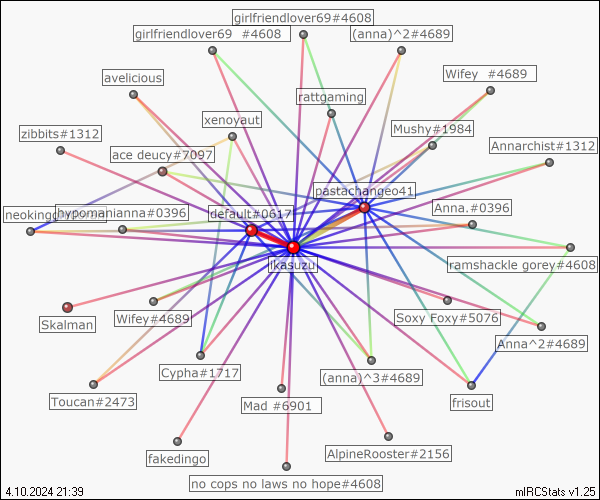 girlfriendlover69#4608
girlfriendlover69 #4608
(anna)^2#4689
avelicious
Wifey #4689
rattgaming
xenoyaut
Mushy#1984
zibbits#1312
Annarchist#1312
ace deucy#7097
pastachangeo41
Anna.#0396
hypomanianna#0396
default#0617
ikasuzu
ramshackle gorey#4608
Skalman
Wifey#4689
Soxy Foxy#5076
Anna^2#4689
Cypha#1717
(anna)^3#4689
Toucan#2473
Mad #6901
frisout
fakedingo
AlpineRooster#2156
no cops no laws no hope#4608
4.10.2024 21:39
mIRCStats v1.25